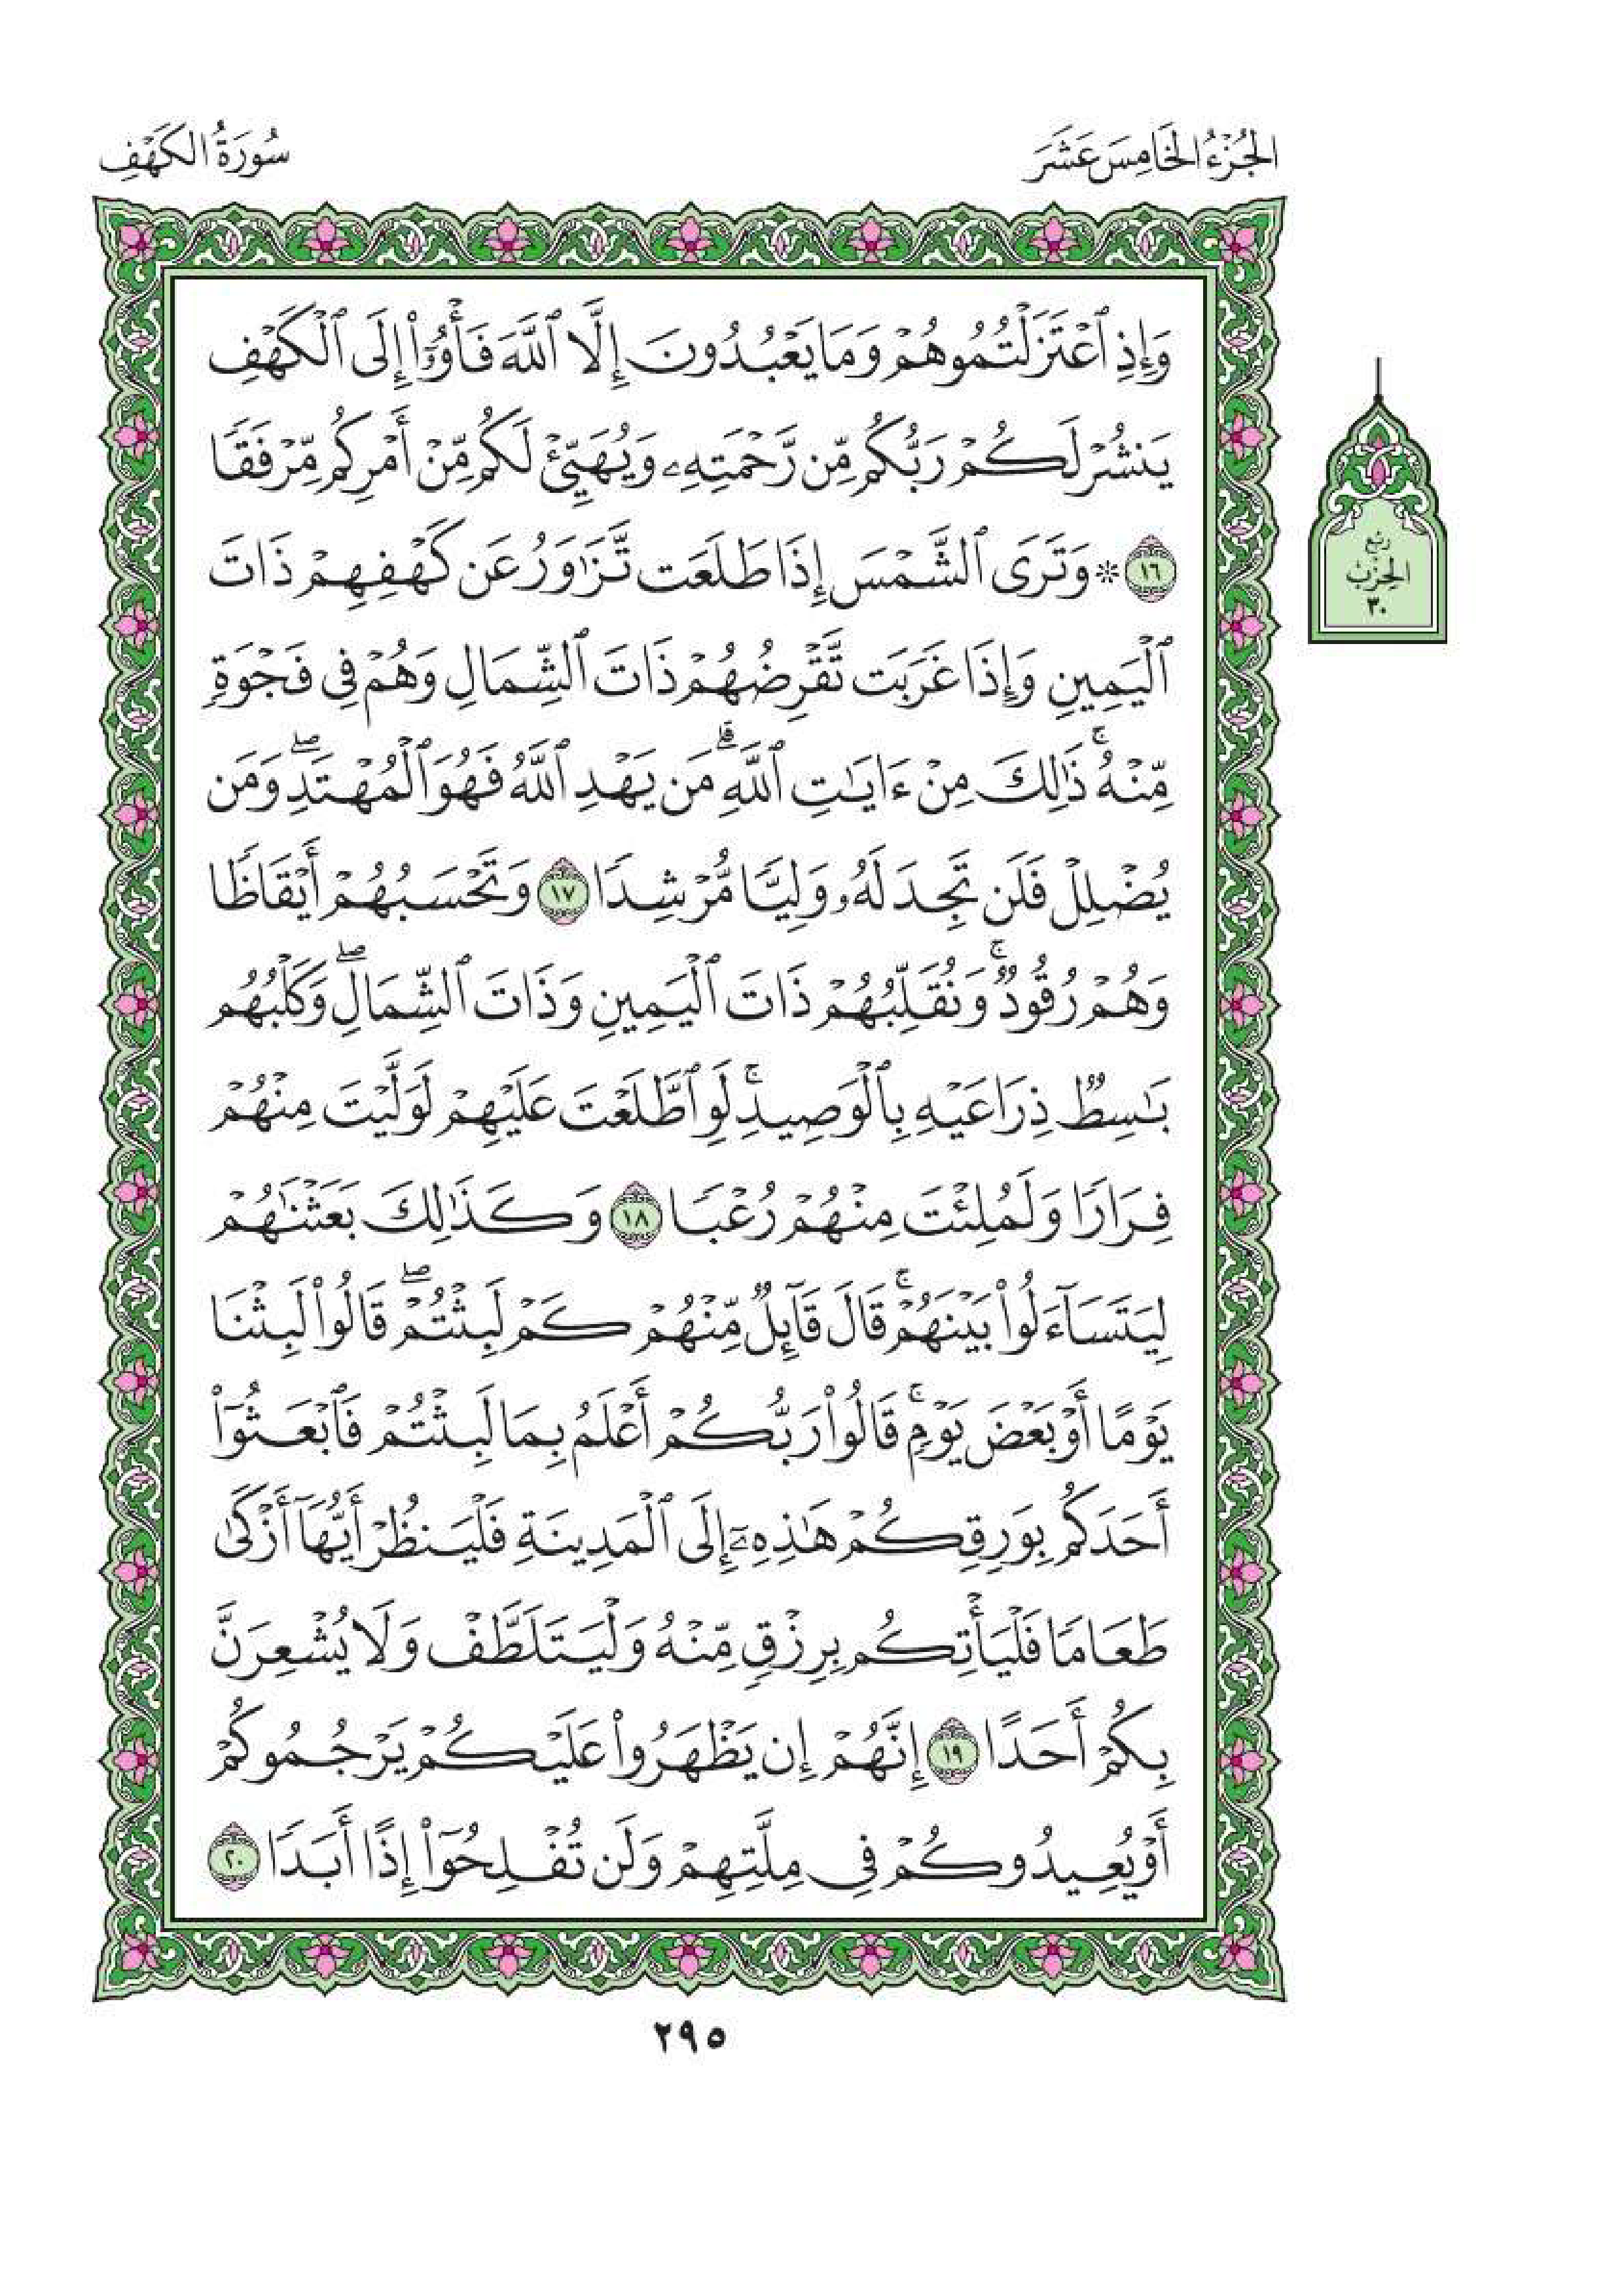 الجُزْءُ الخَامِسَ عَشَرَ
سُورَةُ الكَهْفِ
وَإِذِ ٱعْتَزَلْتُمُوهُمْ وَمَا يَعْبُدُونَ إِلَّا ٱللَّهَ فَأْوُۥٓا۟ إِلَى ٱلْكَهْفِ
يَنشُرْ لَكُمْ رَبُّكُم مِّن رَّحْمَتِهِۦ وَيُهَيِّئْ لَكُم مِّنْ أَمْرِكُم مِّرْفَقًا
١٦ ۞ وَتَرَى ٱلشَّمْسَ إِذَا طَلَعَت تَّزَٰوَرُ عَن كَهْفِهِمْ ذَاتَ
ٱلْيَمِينِ وَإِذَا غَرَبَت تَّقْرِضُهُمْ ذَاتَ ٱلشِّمَالِ وَهُمْ فِى فَجْوَةٍ
مِّنْهُ ۚ ذَٰلِكَ مِنْ ءَايَٰتِ ٱللَّهِ ۗ مَن يَهْدِ ٱللَّهُ فَهُوَ ٱلْمُهْتَدِ ۖ وَمَن
يُضْلِلْ فَلَن تَجِدَ لَهُۥ وَلِيًّا مُّرْشِدًا ١٧ وَتَحْسَبُهُمْ أَيْقَاظًا
وَهُمْ رُقُودٌ ۚ وَنُقَلِّبُهُمْ ذَاتَ ٱلْيَمِينِ وَذَاتَ ٱلشِّمَالِ ۖ وَكَلْبُهُم
بَٰسِطٌ ذِرَاعَيْهِ بِٱلْوَصِيدِ ۚ لَوِ ٱطَّلَعْتَ عَلَيْهِمْ لَوَلَّيْتَ مِنْهُمْ
فِرَارًا وَلَمُلِئْتَ مِنْهُمْ رُعْبًا ١٨ وَكَذَٰلِكَ بَعَثْنَٰهُمْ
لِيَتَسَآءَلُوا۟ بَيْنَهُمْ ۚ قَالَ قَآئِلٌ مِّنْهُمْ كَمْ لَبِثْتُمْ ۖ قَالُوا۟ لَبِثْنَا
يَوْمًا أَوْ بَعْضَ يَوْمٍ ۚ قَالُوا۟ رَبُّكُمْ أَعْلَمُ بِمَا لَبِثْتُمْ فَٱبْعَثُوٓا۟
أَحَدَكُم بِوَرِقِكُمْ هَٰذِهِۦٓ إِلَى ٱلْمَدِينَةِ فَلْيَنظُرْ أَيُّهَآ أَزْكَىٰ
طَعَامًا فَلْيَأْتِكُم بِرِزْقٍ مِّنْهُ وَلْيَتَلَطَّفْ وَلَا يُشْعِرَنَّ
بِكُمْ أَحَدًا ١٩ إِنَّهُمْ إِن يَظْهَرُوا۟ عَلَيْكُمْ يَرْجُمُوكُمْ
أَوْ يُعِيدُوكُمْ فِى مِلَّتِهِمْ وَلَن تُفْلِحُوٓا۟ إِذًا أَبَدًا ٢٠
ربع
الحِزْبِ
٣٠
٢٩٥